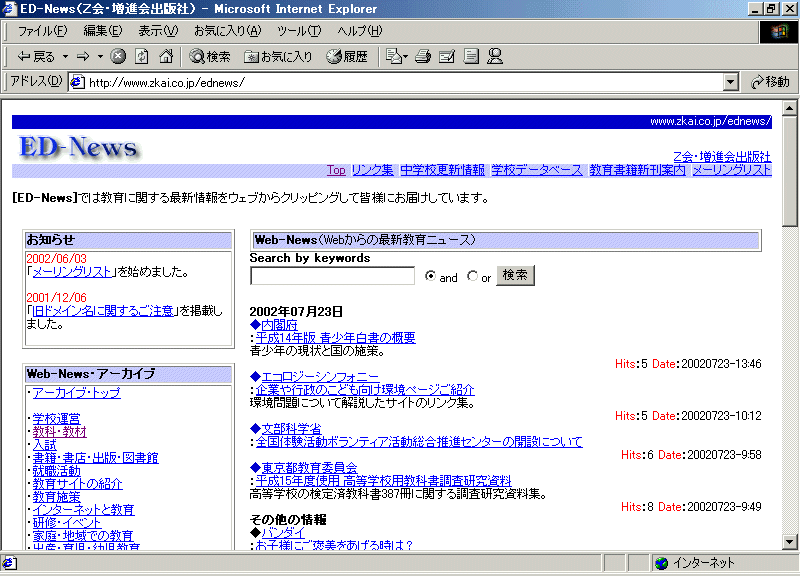 ED-News(Z会・増進会出版社) - Microsoft Internet Explorer
ファイル(F) 編集(E) 表示(V) お気に入り(A) ツール(T) ヘルプ(H)
戻る 検索 お気に入り 履歴
アドレス(D) http://www.zkai.co.jp/ednews/ 移動
www.zkai.co.jp/ednews/
ED-News
Z会・増進会出版社
Top リンク集 中学校更新情報 学校データベース 教育書籍新刊案内 メーリングリスト
[ED-News]では教育に関する最新情報をウェブからクリッピングして皆様にお届けしています。
お知らせ
2002/06/03
「メーリングリスト」を始めました。
2001/12/06
「旧ドメイン名に関するご注意」を掲載し
ました。
Web-News・アーカイブ
・アーカイブ・トップ
・学校運営
・教科・教材
・入試
・書籍・書店・出版・図書館
・就職活動
・教育サイトの紹介
・教育施策
・インターネットと教育
・研修・イベント
・家庭・地域での教育
・出産・育児・幼児教育
Web-News(Webからの最新教育ニュース)
Search by keywords
and or 検索
2002年07月23日
◆内閣府
:平成14年版 青少年白書の概要
青少年の現状と国の施策。
Hits:5 Date:20020723-13:46
◆エコロジーシンフォニー
:企業や行政のこども向け環境ページご紹介
環境問題について解説したサイトのリンク集。
Hits:5 Date:20020723-10:12
◆文部科学省
:全国体験活動ボランティア活動総合推進センターの開設について
Hits:6 Date:20020723-9:58
◆東京都教育委員会
:平成15年度使用 高等学校用教科書調査研究資料
高等学校の検定済教科書387冊に関する調査研究資料集。
Hits:8 Date:20020723-9:49
その他の情報
◆バンダイ
:お子様にご褒美をあげる時は？
インターネット